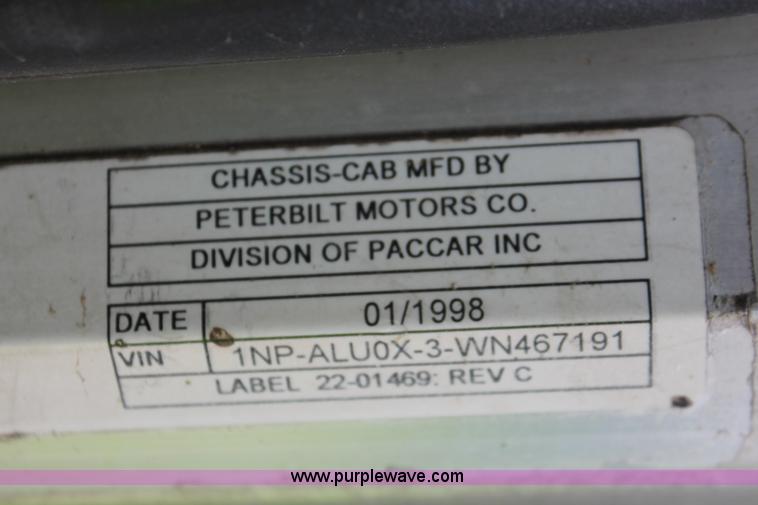 CHASSIS-CAB MFD BY
PETERBILT MOTORS CO.
DIVISION OF PACCAR INC
DATE 01/1998
VIN 1NP-ALU0X-3-WN467191
LABEL 22-01469: REV C
www.purplewave.com